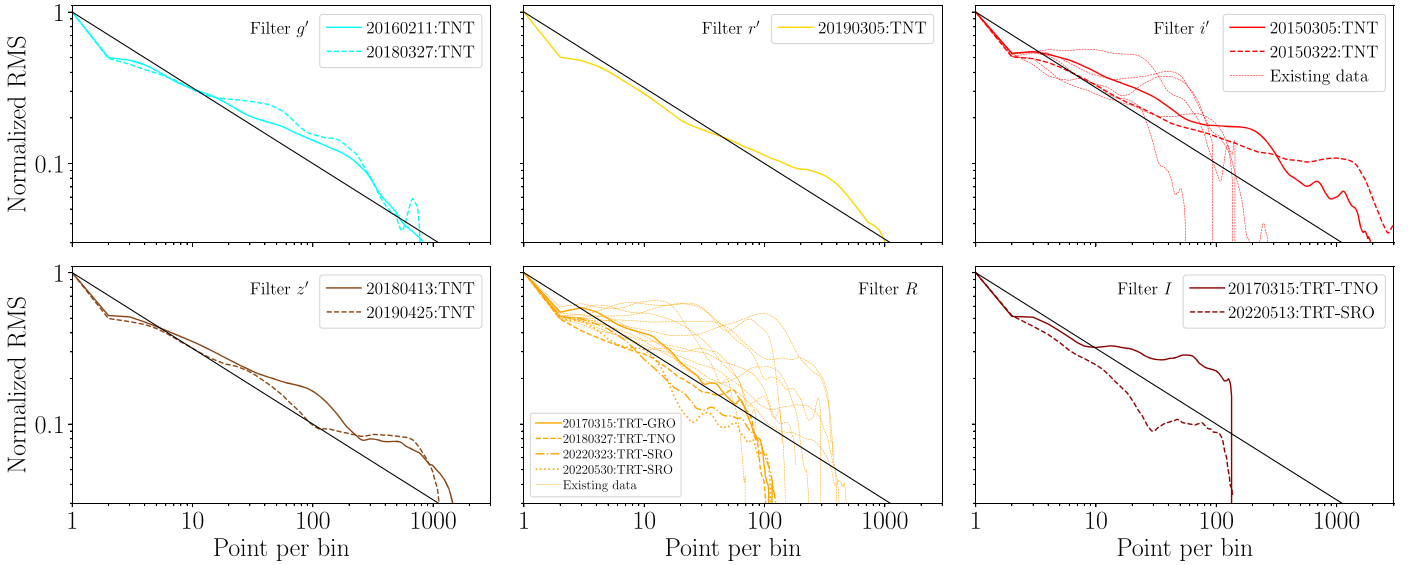 Normalized RMS
1
0.1
Filter g′
20160211:TNT
20180327:TNT
Filter r′
20190305:TNT
Filter i′
20150305:TNT
20150322:TNT
Existing data
Normalized RMS
1
0.1
Filter z′
20180413:TNT
20190425:TNT
Filter R
20170315:TRT-GRO
20180327:TRT-TNO
20220323:TRT-SRO
20220530:TRT-SRO
Existing data
Filter I
20170315:TRT-TNO
20220513:TRT-SRO
1 10 100 1000
1 10 100 1000
1 10 100 1000
Point per bin
Point per bin
Point per bin